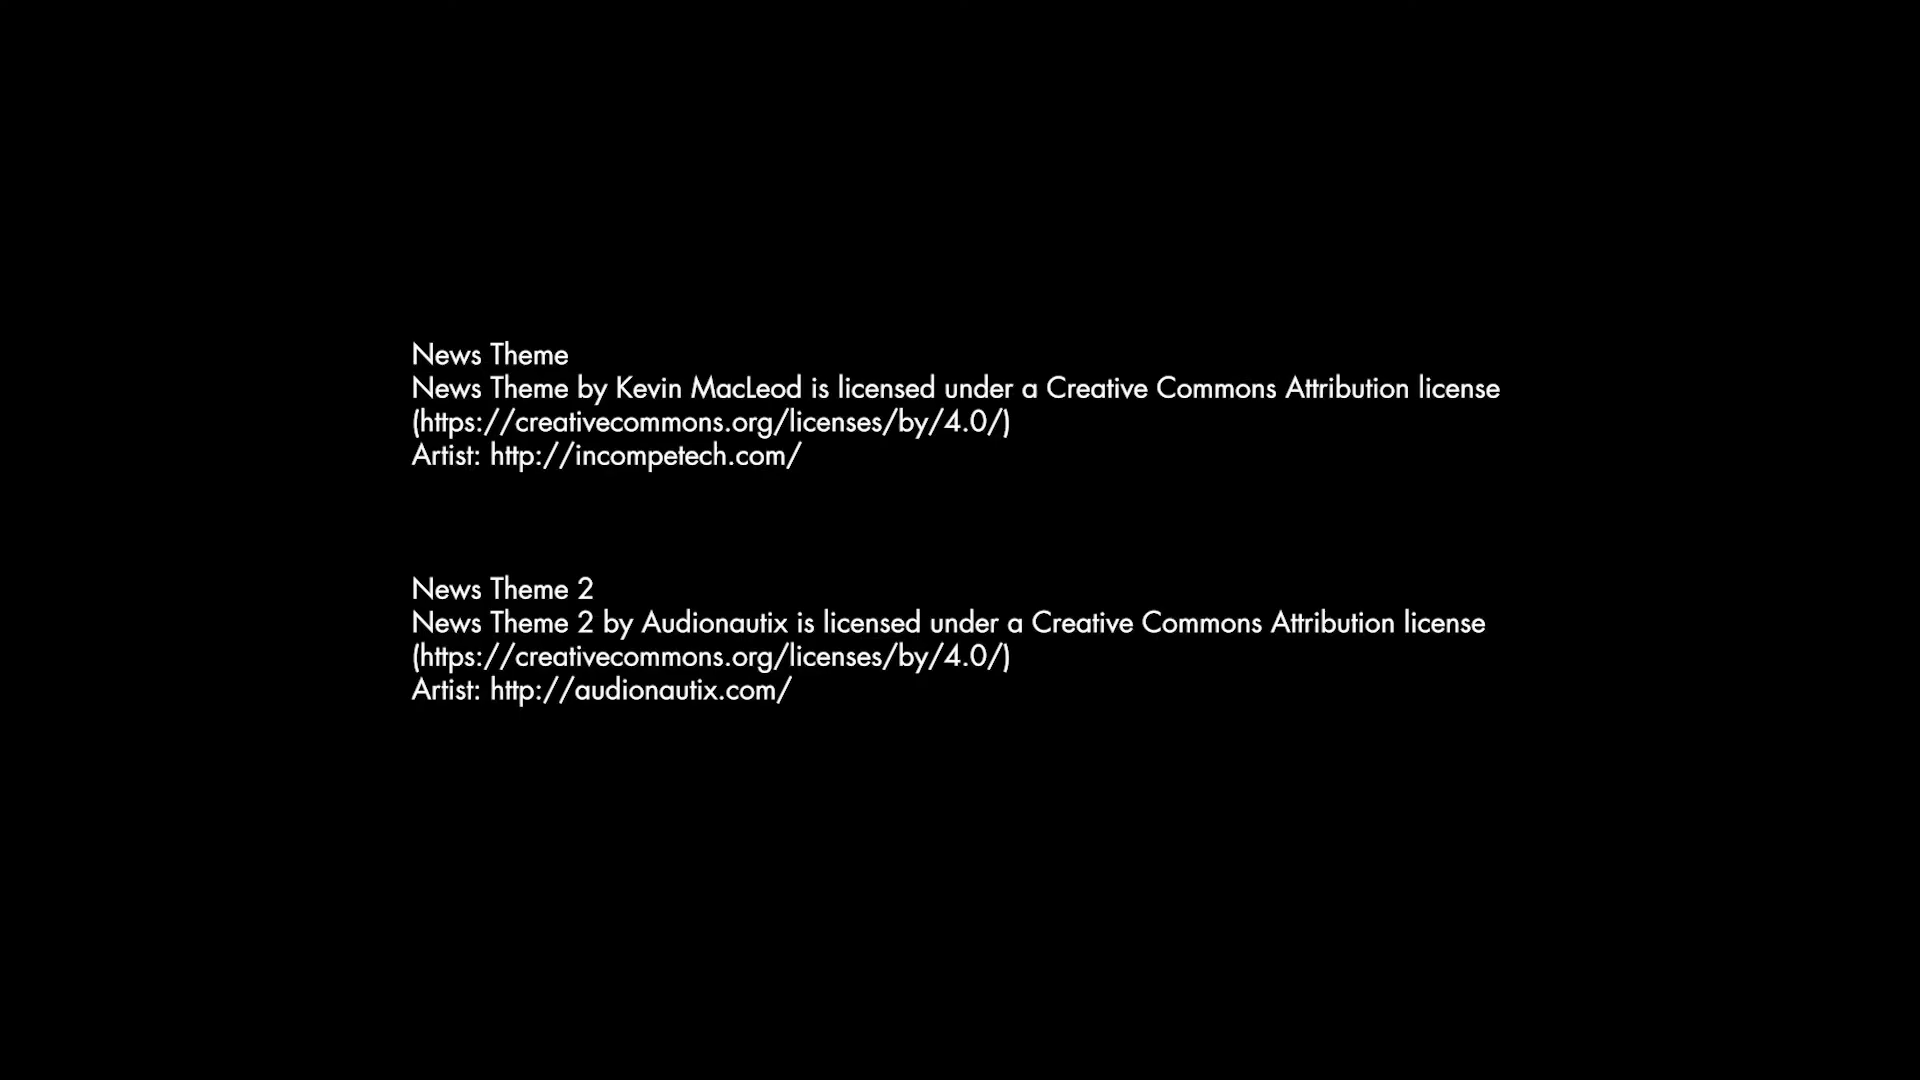 News Theme
News Theme by Kevin MacLeod is licensed under a Creative Commons Attribution license
(https://creativecommons.org/licenses/by/4.0/)
Artist: http://incompetech.com/
News Theme 2
News Theme 2 by Audionautix is licensed under a Creative Commons Attribution license
(https://creativecommons.org/licenses/by/4.0/)
Artist: http://audionautix.com/